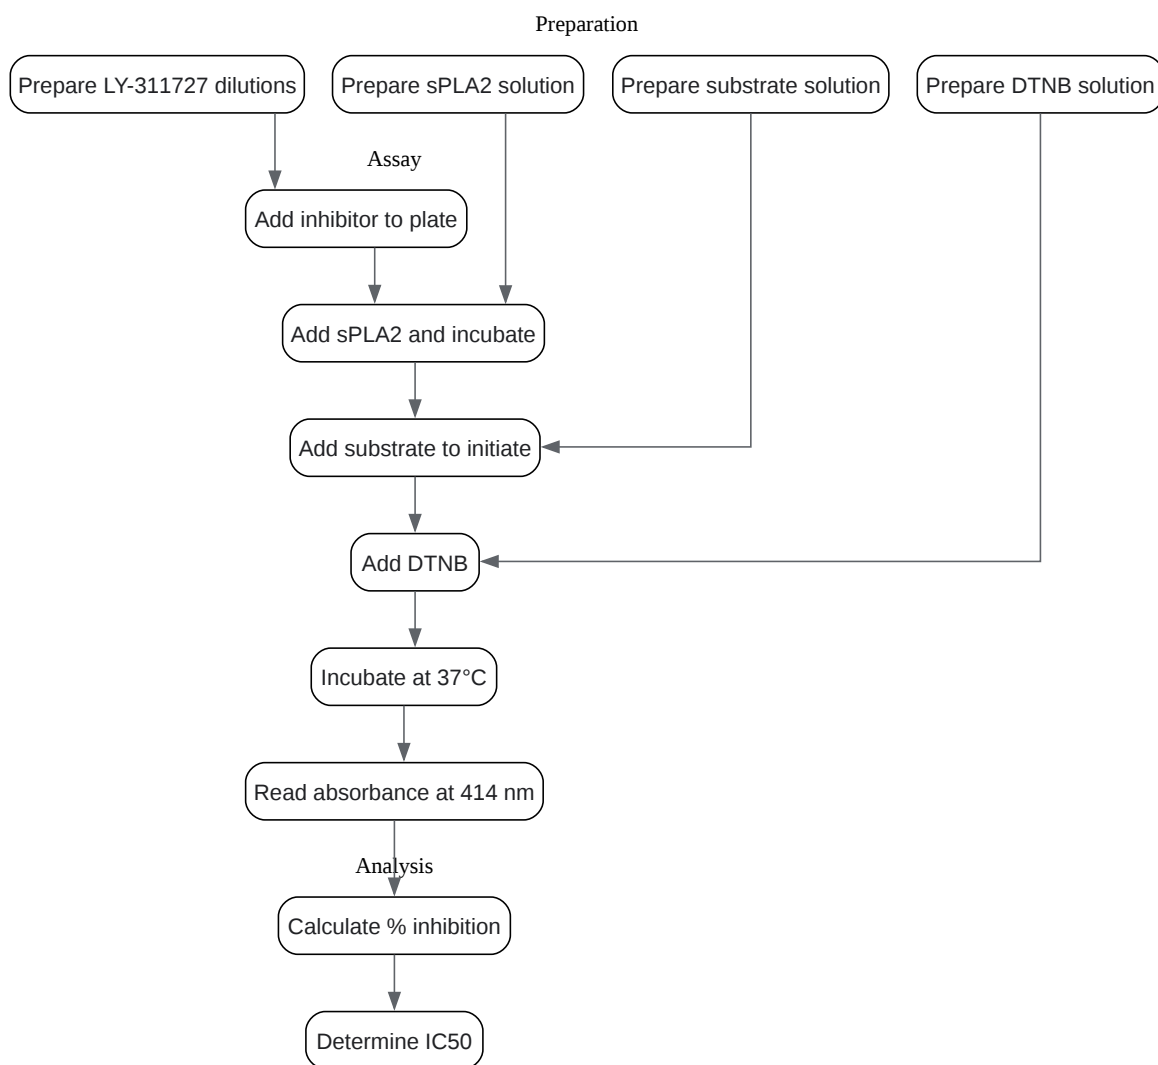 Preparation
Prepare LY-311727 dilutions
Prepare sPLA2 solution
Prepare substrate solution
Prepare DTNB solution
Assay
Add inhibitor to plate
Add sPLA2 and incubate
Add substrate to initiate
Add DTNB
Incubate at 37°C
Read absorbance at 414 nm
Analysis
Calculate % inhibition
Determine IC50